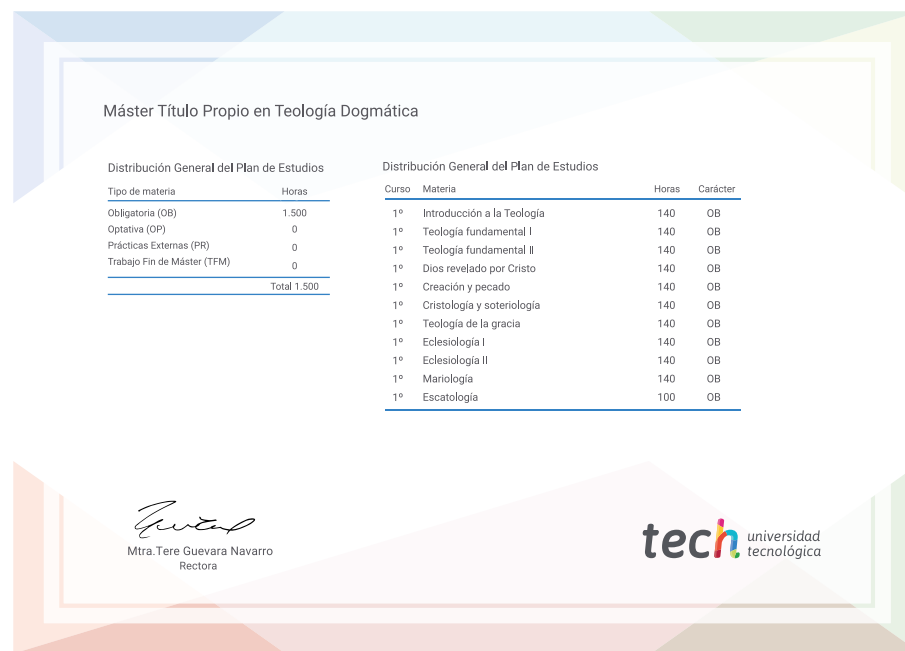 Máster Título Propio en Teología Dogmática
Distribución General del Plan de Estudios
Tipo de materia Horas
Obligatoria (OB) 1.500
Optativa (OP) 0
Prácticas Externas (PR) 0
Trabajo Fin de Máster (TFM) 0
Total 1.500
Distribución General del Plan de Estudios
Curso Materia Horas Carácter
1º Introducción a la Teología 140 OB
1º Teología fundamental I 140 OB
1º Teología fundamental II 140 OB
1º Dios revelado por Cristo 140 OB
1º Creación y pecado 140 OB
1º Cristología y soteriología 140 OB
1º Teología de la gracia 140 OB
1º Eclesiología I 140 OB
1º Eclesiología II 140 OB
1º Mariología 140 OB
1º Escatología 100 OB
Mtra.Tere Guevara Navarro
Rectora
tech universidad
tecnológica